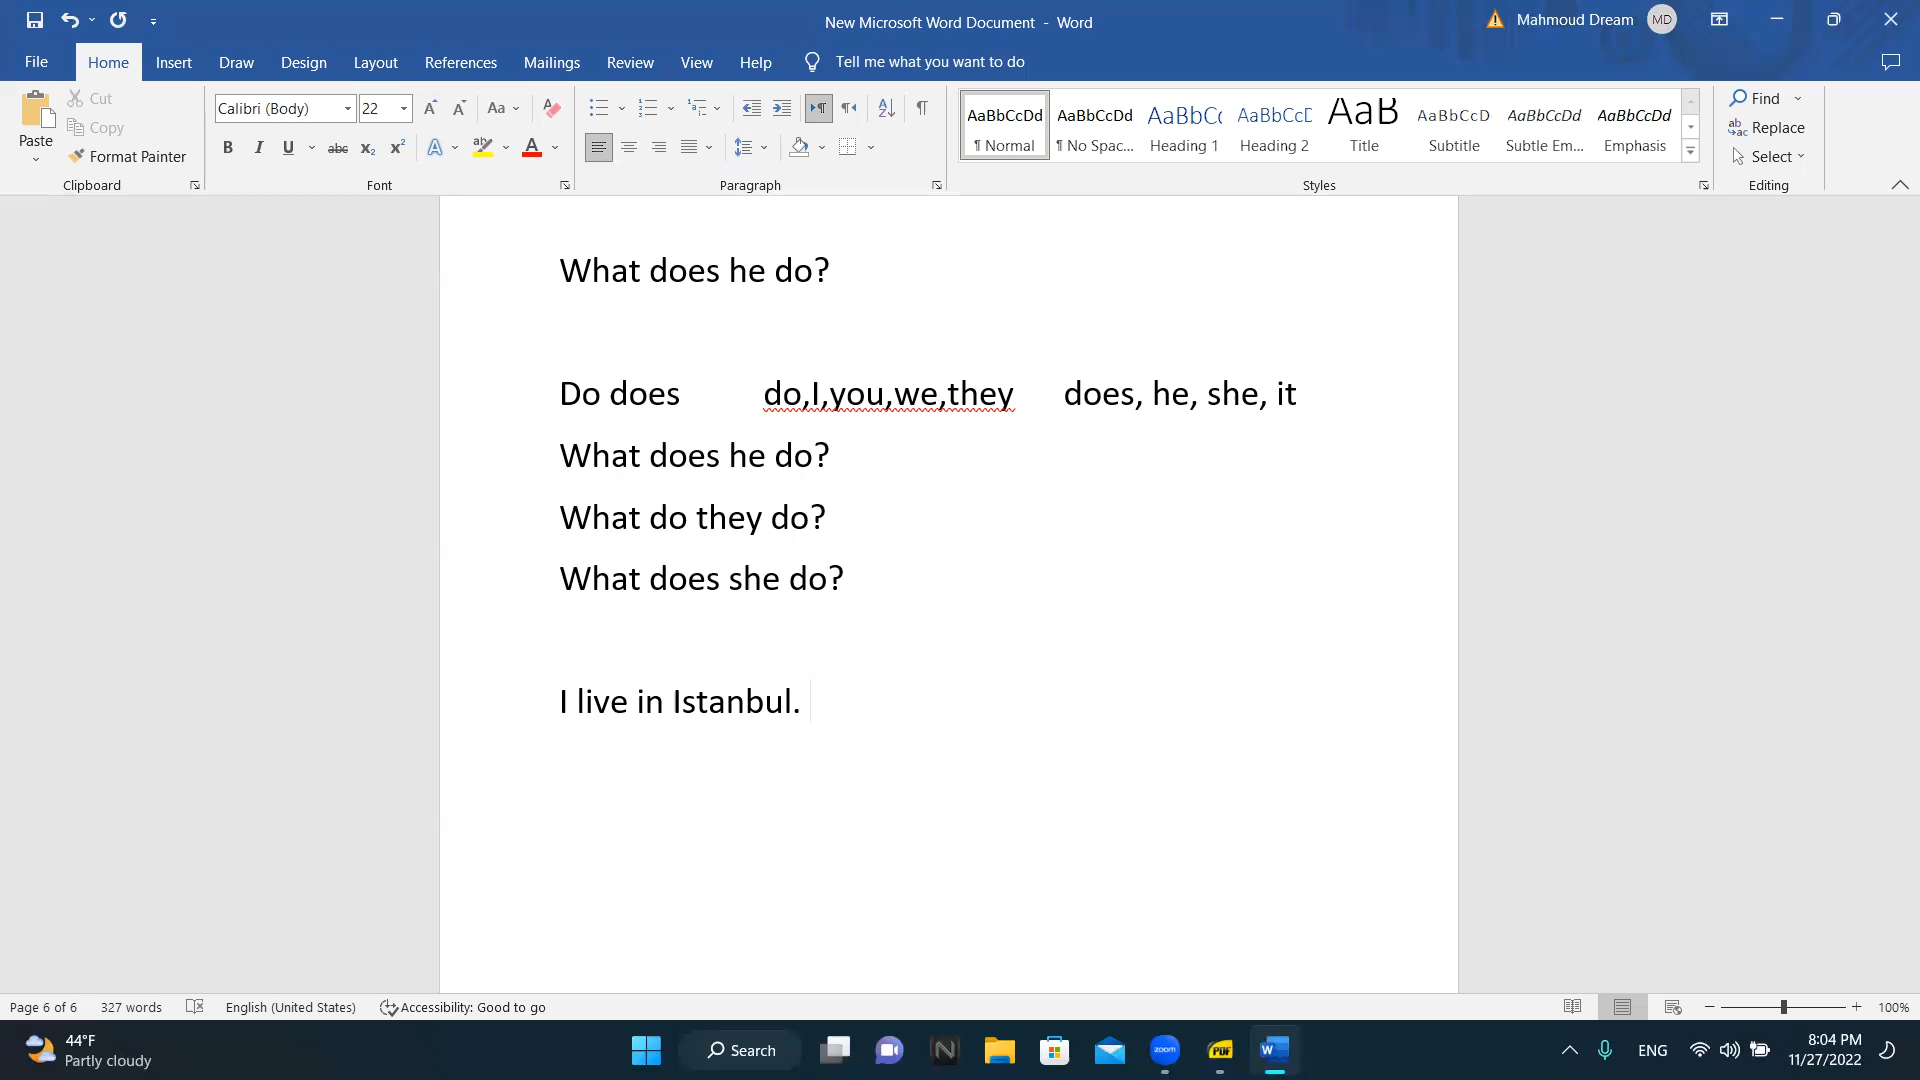 New Microsoft Word Document - Word
Mahmoud Dream MD
File Home Insert Draw Design Layout References Mailings Review View Help Tell me what you want to do
Paste
Cut
Copy
Format Painter
Clipboard
Calibri (Body) 22
Font
Paragraph
AaBbCcDd AaBbCcDd AaBbCc AaBbCcD AaB AaBbCcD AaBbCcDd AaBbCcDd
¶ Normal ¶ No Spac... Heading 1 Heading 2 Title Subtitle Subtle Em... Emphasis
Styles
Find
Replace
Select
Editing
What does he do?
Do does do,I,you,we,they does, he, she, it
What does he do?
What do they do?
What does she do?
I live in Istanbul.
Page 6 of 6 327 words English (United States) Accessibility: Good to go 100%
44°F
Partly cloudy
Search
zoom
PDF
ENG
8:04 PM
11/27/2022